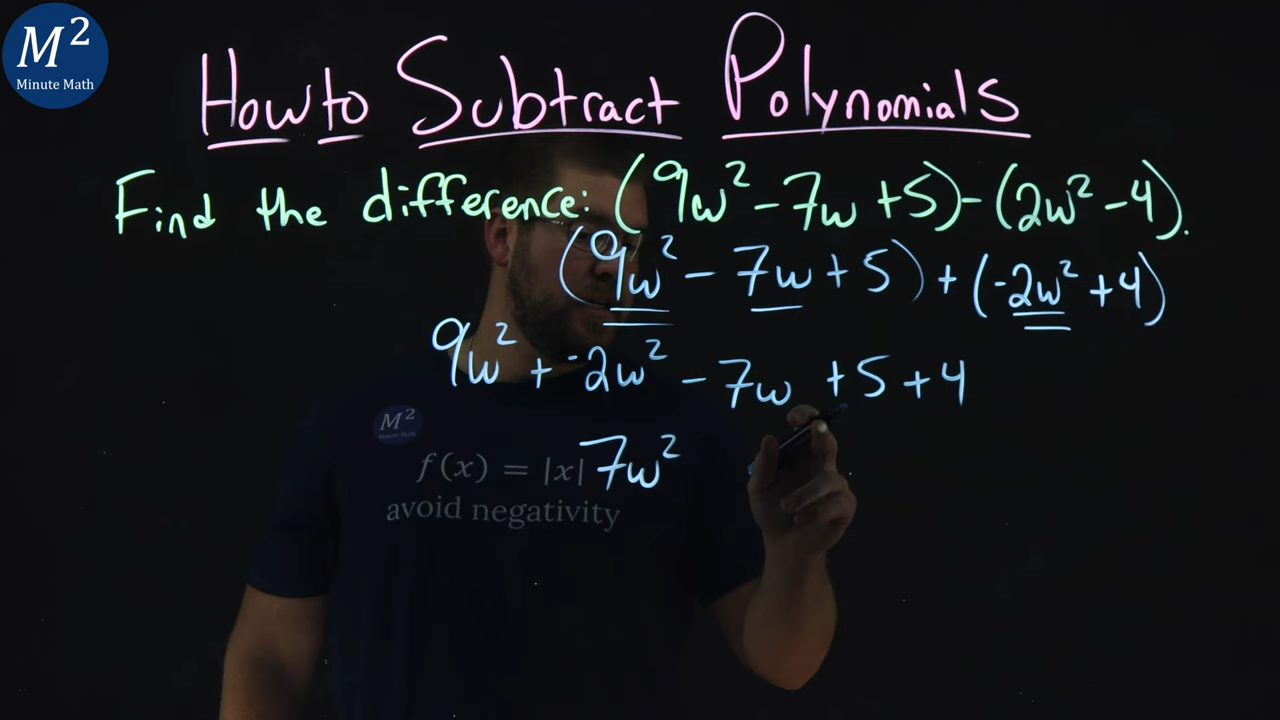 M²
Minute Math
How to Subtract Polynomials
Find the difference: (9w² - 7w + 5) - (2w² - 4).
(9w² - 7w + 5) + (-2w² + 4)
9w² + -2w² - 7w + 5 + 4
M²
Minute Math
7w²
f(x) = |x|
avoid negativity